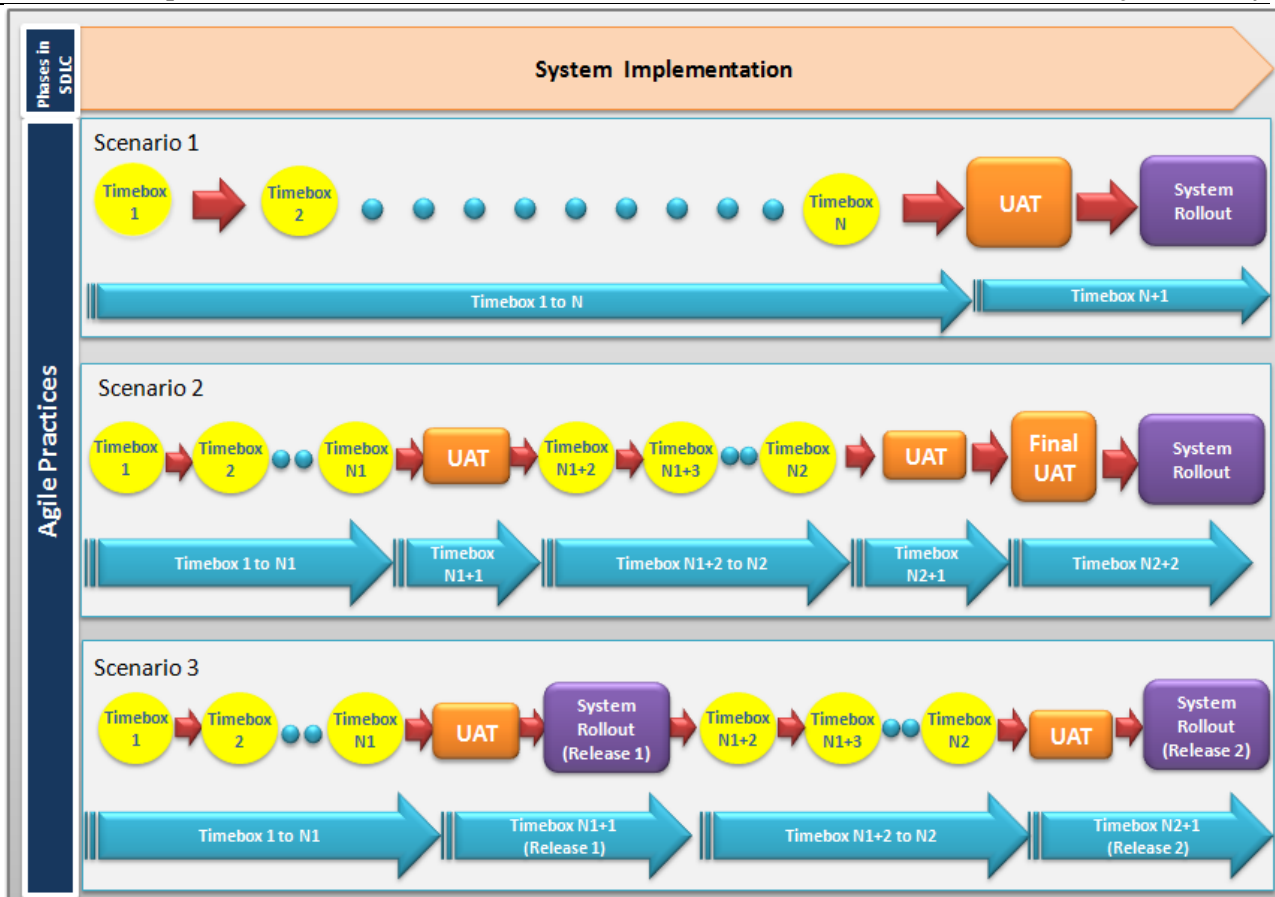 Phases in
SDLC
System Implementation
Agile Practices
Scenario 1
Timebox
1
Timebox
2
Timebox
N
UAT
System
Rollout
Timebox 1 to N
Timebox N+1
Scenario 2
Timebox
1
Timebox
2
Timebox
N1
UAT
Timebox
N1+2
Timebox
N1+3
Timebox
N2
UAT
Final
UAT
System
Rollout
Timebox 1 to N1
Timebox
N1+1
Timebox N1+2 to N2
Timebox
N2+1
Timebox N2+2
Scenario 3
Timebox
1
Timebox
2
Timebox
N1
UAT
System
Rollout
(Release 1)
Timebox
N1+2
Timebox
N1+3
Timebox
N2
UAT
System
Rollout
(Release 2)
Timebox 1 to N1
Timebox N1+1
(Release 1)
Timebox N1+2 to N2
Timebox N2+1
(Release 2)